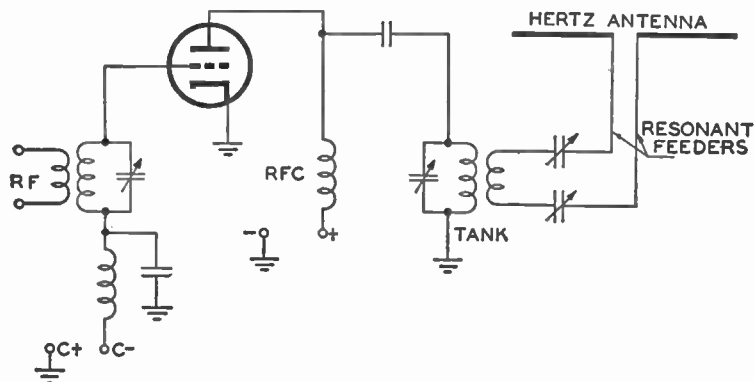 HERTZ ANTENNA
RESONANT
FEEDERS
RF
RFC
- +
TANK
C+ C-